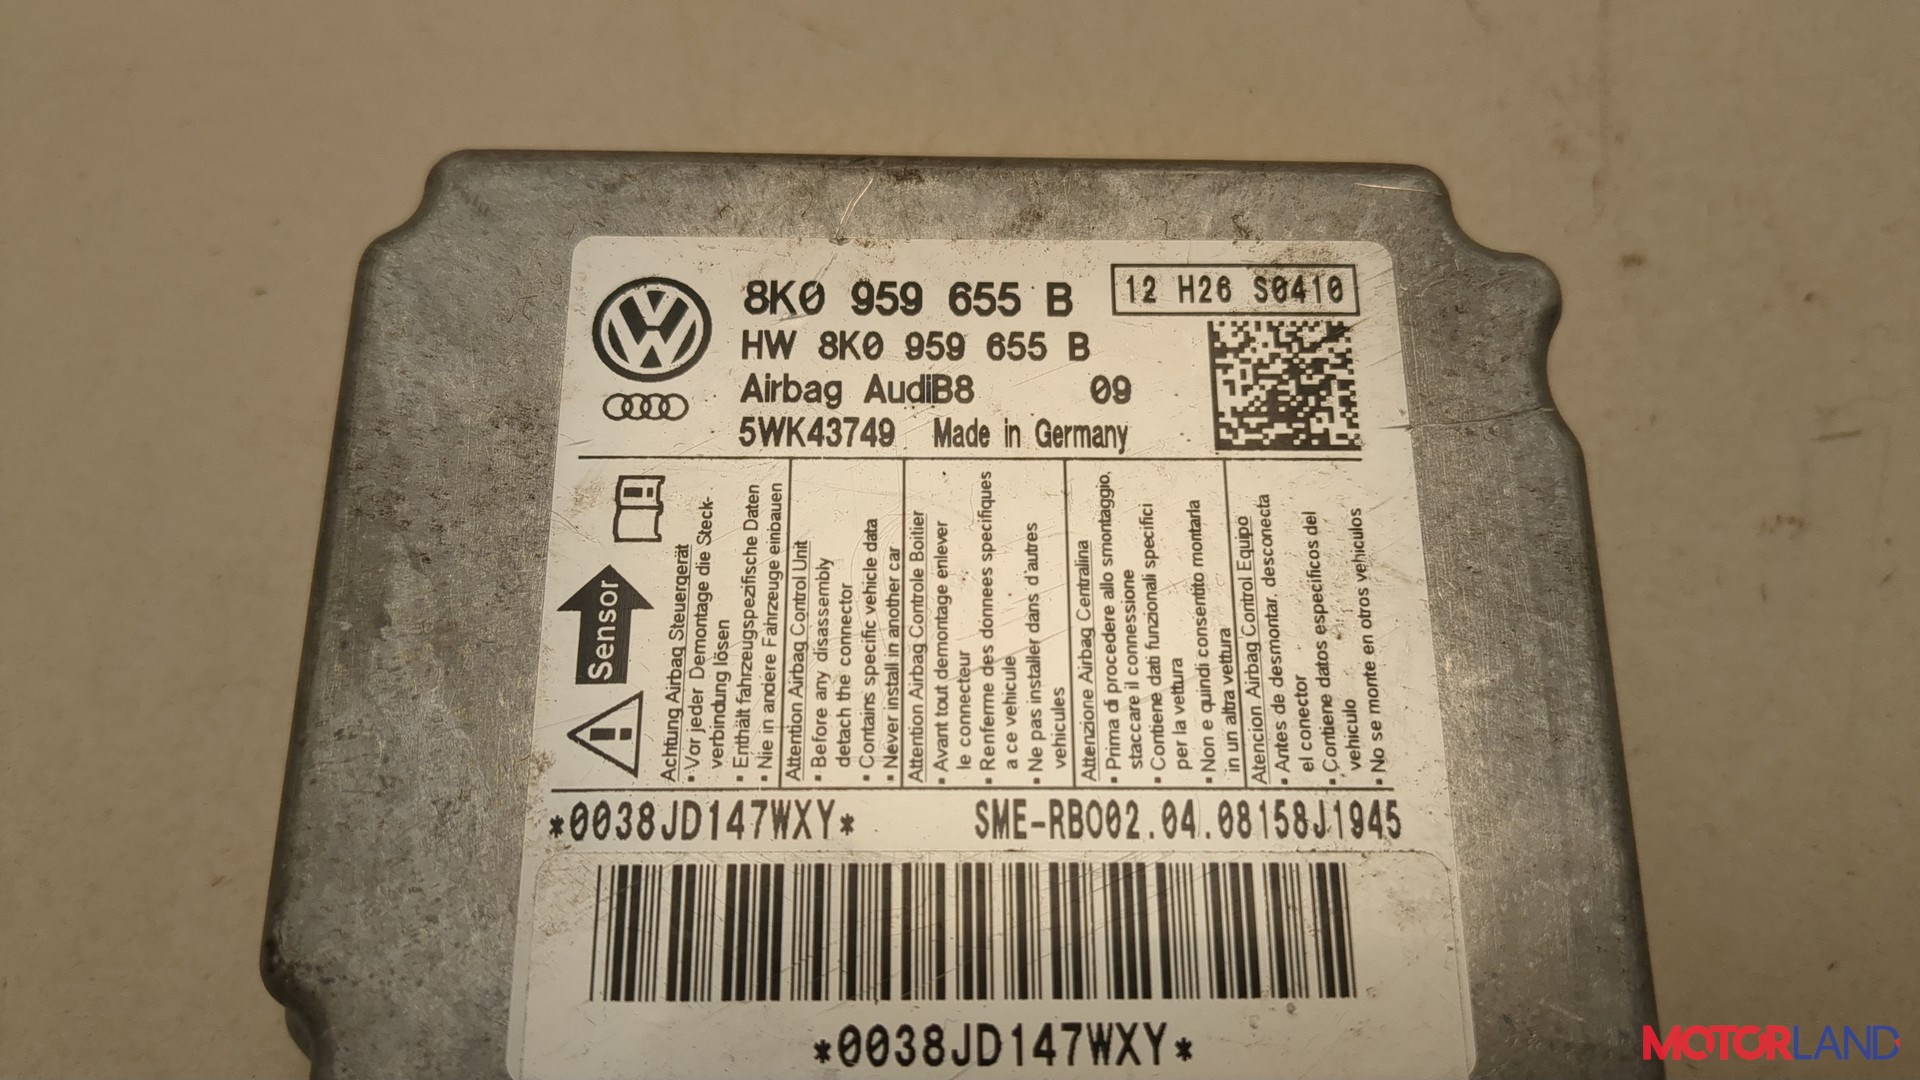 8K0 959 655 B
12 H26 S0410
HW 8K0 959 655 B
Airbag AudiB8 09
5WK43749 Made in Germany
Sensor
Achtung Airbag Steuergerät
▪ Vor jeder Demontage die Steck-
verbindung lösen
▪ Enthält fahrzeugspezifische Daten
▪ Nie in andere Fahrzeuge einbauen
Attention Airbag Control Unit
▪ Before any disassembly
detach the connector
▪ Contains specific vehicle data
▪ Never install in another car
Attention Airbag Controle Boitier
▪ Avant tout demontage enlever
le connecteur
▪ Renferme des données specifiques
a ce vehicule
▪ Ne pas installer dans d'autres
vehicules
Attenzione Airbag Centralina
▪ Prima di procedere allo smontaggio,
staccare il connessione
▪ Contiene dati funzionali specifici
per la vettura
▪ Non e quindi consentito montarla
in un altra vettura
Atencion Airbag Control Equipo
▪ Antes de desmontar, desconecta
el conector
▪ Contiene datos especificos del
vehiculo
▪ No se monte en otros vehiculos
*0038JD147WXY* SME-RBO02.04.08158J1945
*0038JD147WXY*
MOTORLAND